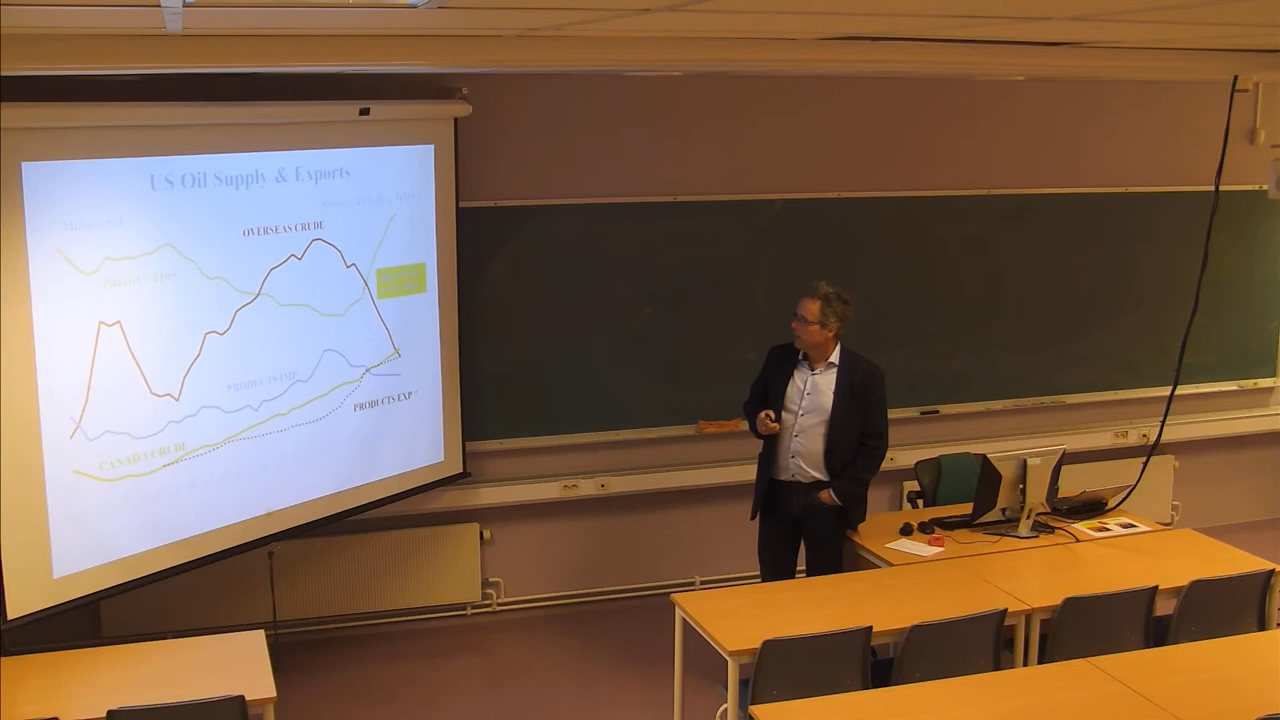 US Oil Supply & Exports
OVERSEAS CRUDE
PRODUCTION
PRODUCTS IMP
PRODUCTS EXP
CANADA CRUDE